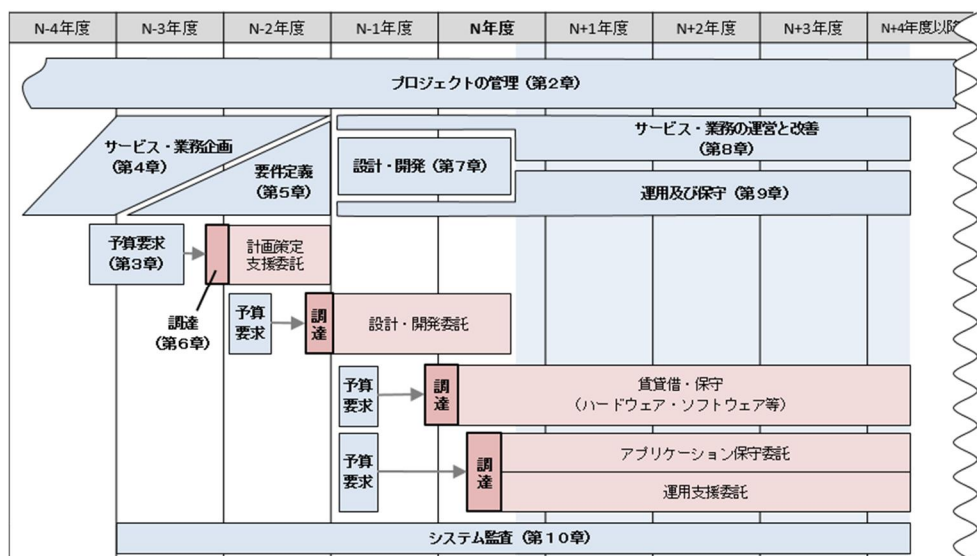 N-4年度 N-3年度 N-2年度 N-1年度 N年度 N+1年度 N+2年度 N+3年度 N+4年度以降
プロジェクトの管理（第2章）
サービス・業務企画
（第4章）
要件定義
（第5章）
設計・開発（第7章）
サービス・業務の運営と改善
（第8章）
運用及び保守（第9章）
予算要求
（第3章）
調達
（第6章）
計画策定
支援委託
予算
要求
調
達
設計・開発委託
予算
要求
調
達
賃貸借・保守
（ハードウェア・ソフトウェア等）
予算
要求
調
達
アプリケーション保守委託
運用支援委託
システム監査（第10章）